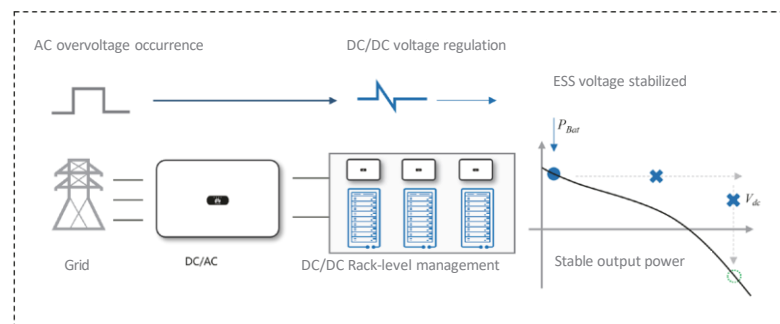 AC overvoltage occurrence
DC/DC voltage regulation
ESS voltage stabilized
P_Bat
V_dc
Grid
DC/AC
DC/DC Rack-level management
Stable output power